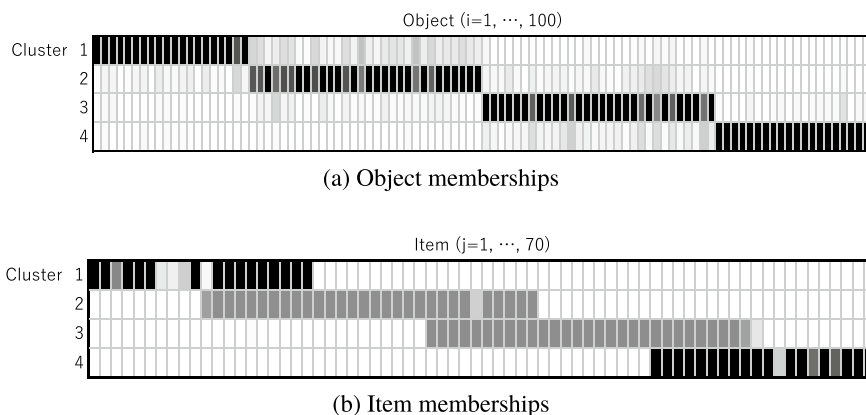 Object (i=1, ⋯, 100)
Cluster 1
2
3
4
(a) Object memberships
Item (j=1, ⋯, 70)
Cluster 1
2
3
4
(b) Item memberships